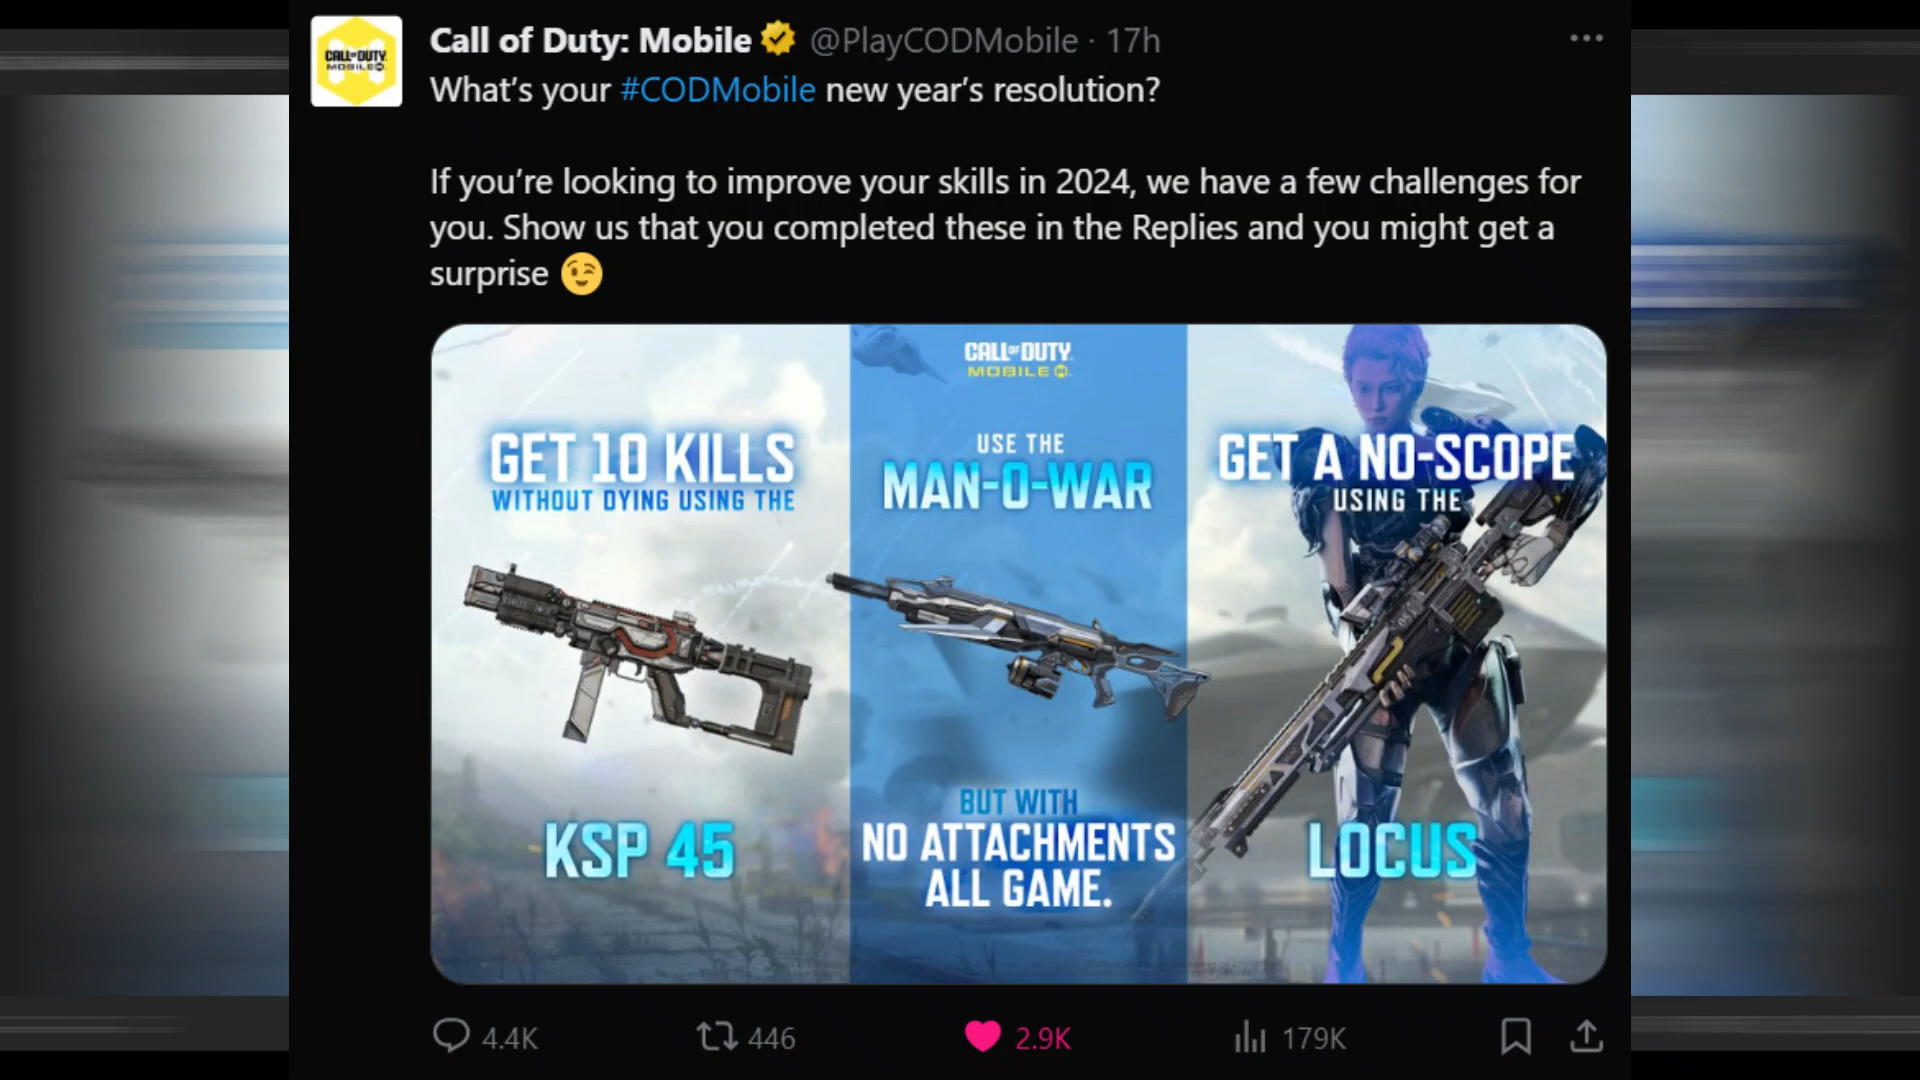 Call of Duty: Mobile @PlayCODMobile · 17h
What's your #CODMobile new year's resolution?
If you're looking to improve your skills in 2024, we have a few challenges for
you. Show us that you completed these in the Replies and you might get a
surprise 😉
CALL OF DUTY
MOBILE
GET 10 KILLS
WITHOUT DYING USING THE
KSP 45
CALL OF DUTY
MOBILE
USE THE
MAN-O-WAR
BUT WITH
NO ATTACHMENTS
ALL GAME.
GET A NO-SCOPE
USING THE
LOCUS
4.4K 446 2.9K 179K